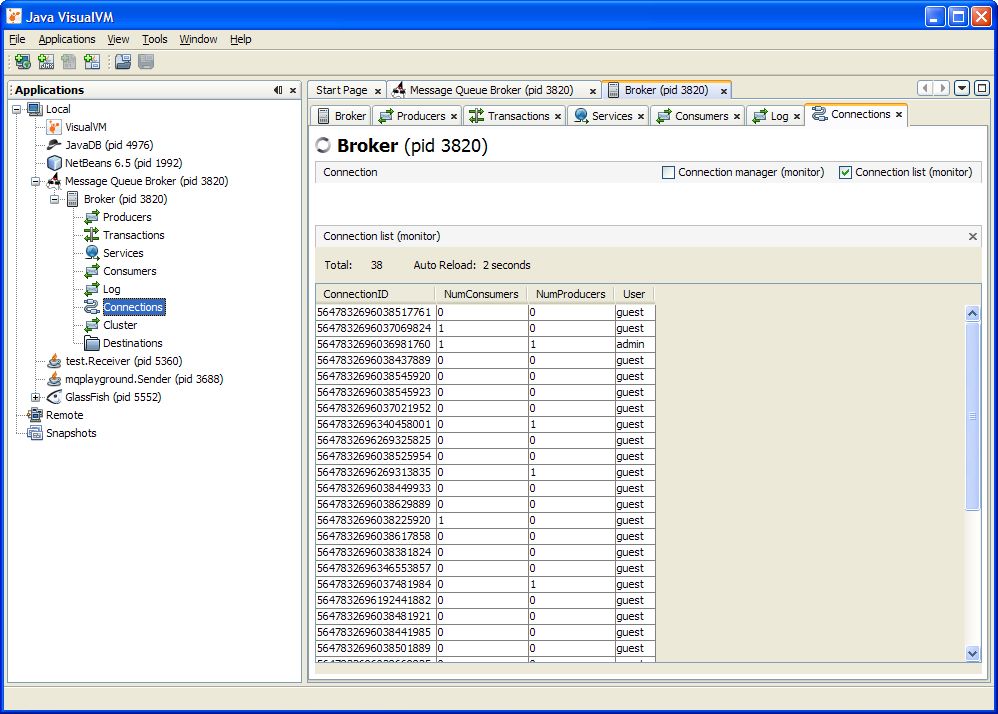 Java VisualVM
File Applications View Tools Window Help
Applications
Local
VisualVM
JavaDB (pid 4976)
NetBeans 6.5 (pid 1992)
Message Queue Broker (pid 3820)
Broker (pid 3820)
Producers
Transactions
Services
Consumers
Log
Connections
Cluster
Destinations
test.Receiver (pid 5360)
mqplayground.Sender (pid 3688)
GlassFish (pid 5552)
Remote
Snapshots
Start Page Message Queue Broker (pid 3820) Broker (pid 3820)
Broker Producers Transactions Services Consumers Log Connections
Broker (pid 3820)
Connection Connection manager (monitor) Connection list (monitor)
Connection list (monitor)
Total: 38 Auto Reload: 2 seconds
ConnectionID NumConsumers NumProducers User
5647832696038517761 0 0 guest
5647832696037069824 1 0 guest
5647832696036981760 1 1 admin
5647832696038437889 0 0 guest
5647832696038545920 0 0 guest
5647832696038545923 0 0 guest
5647832696037021952 0 0 guest
5647832696340458001 0 1 guest
5647832696269325825 0 0 guest
5647832696038525954 0 0 guest
5647832696269313835 0 1 guest
5647832696038449933 0 0 guest
5647832696038629889 0 0 guest
5647832696038225920 1 0 guest
5647832696038617858 0 0 guest
5647832696038381824 0 0 guest
5647832696346553857 0 0 guest
5647832696037481984 0 1 guest
5647832696192441882 0 0 guest
5647832696038481921 0 0 guest
5647832696038441985 0 0 guest
5647832696038501889 0 0 guest